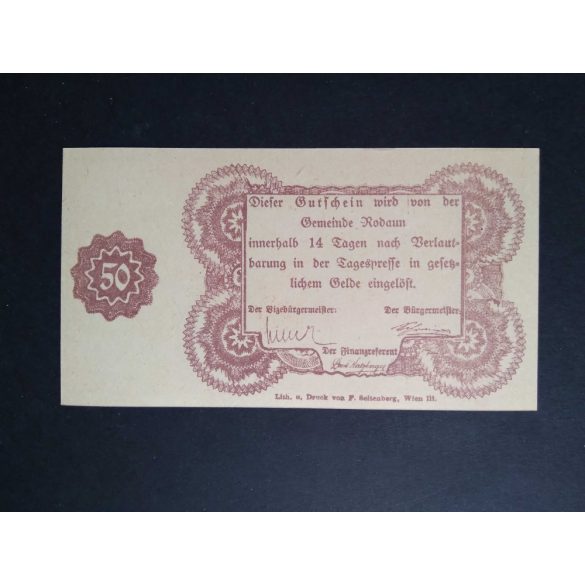 Dieser Gutschein wird von der
Gemeinde Rodaun
innerhalb 14 Tagen nach Verlaut-
barung in der Tagespresse in gesetz-
lichem Gelde eingelöst.
50
Der Vizebürgermeister: Der Bürgermeister:
Der Finanzreferent
Lith. u. Druck von F. Seitenberg, Wien III.